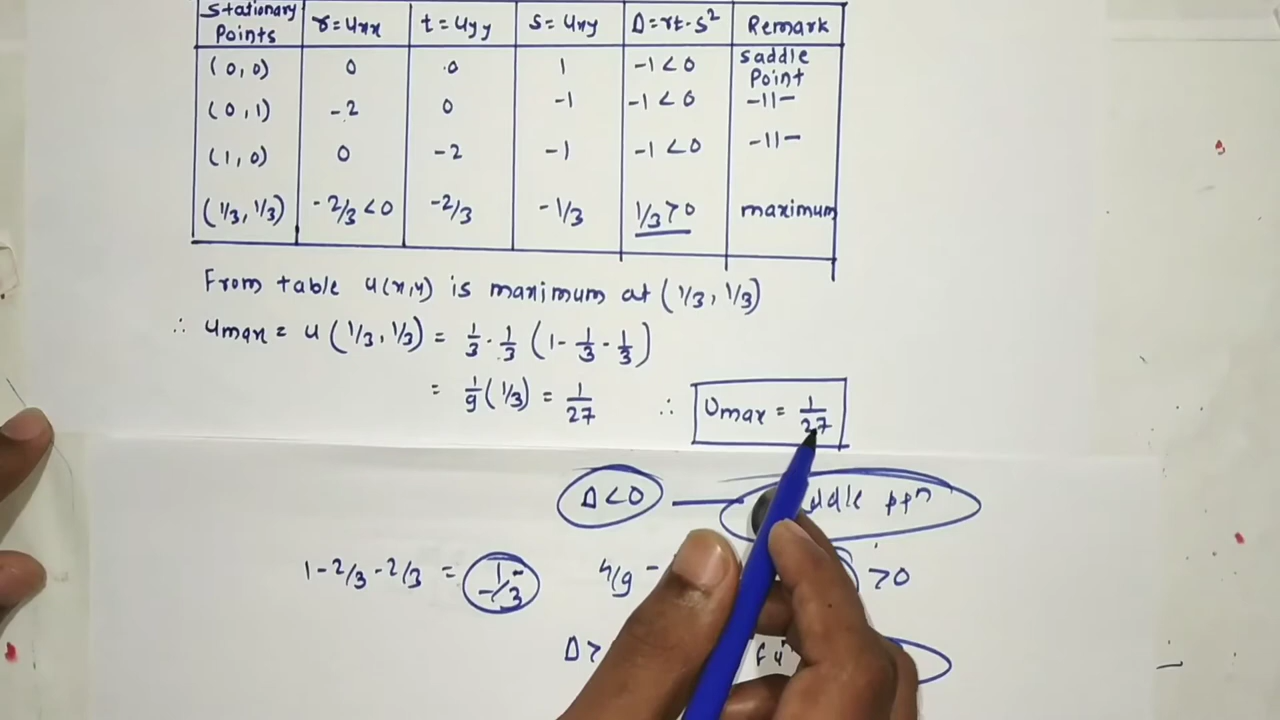 Stationary Points r = uxx t = uyy s = uxy Δ = rt - s² Remark
(0, 0) 0 0 1 -1 < 0 saddle Point
(0, 1) -2 0 -1 -1 < 0 -11-
(1, 0) 0 -2 -1 -1 < 0 -11-
(1/3, 1/3) -2/3 < 0 -2/3 -1/3 1/3 > 0 maximum
From table u(x,y) is maximum at (1/3, 1/3)
∴ umax = u (1/3, 1/3) = 1/3 · 1/3 (1 - 1/3 - 1/3)
= 1/9 (1/3) = 1/27 ∴ Umax = 1/27
Δ < 0
1 - 2/3 - 2/3 = -1/3 4/9 - > 0
Δ >